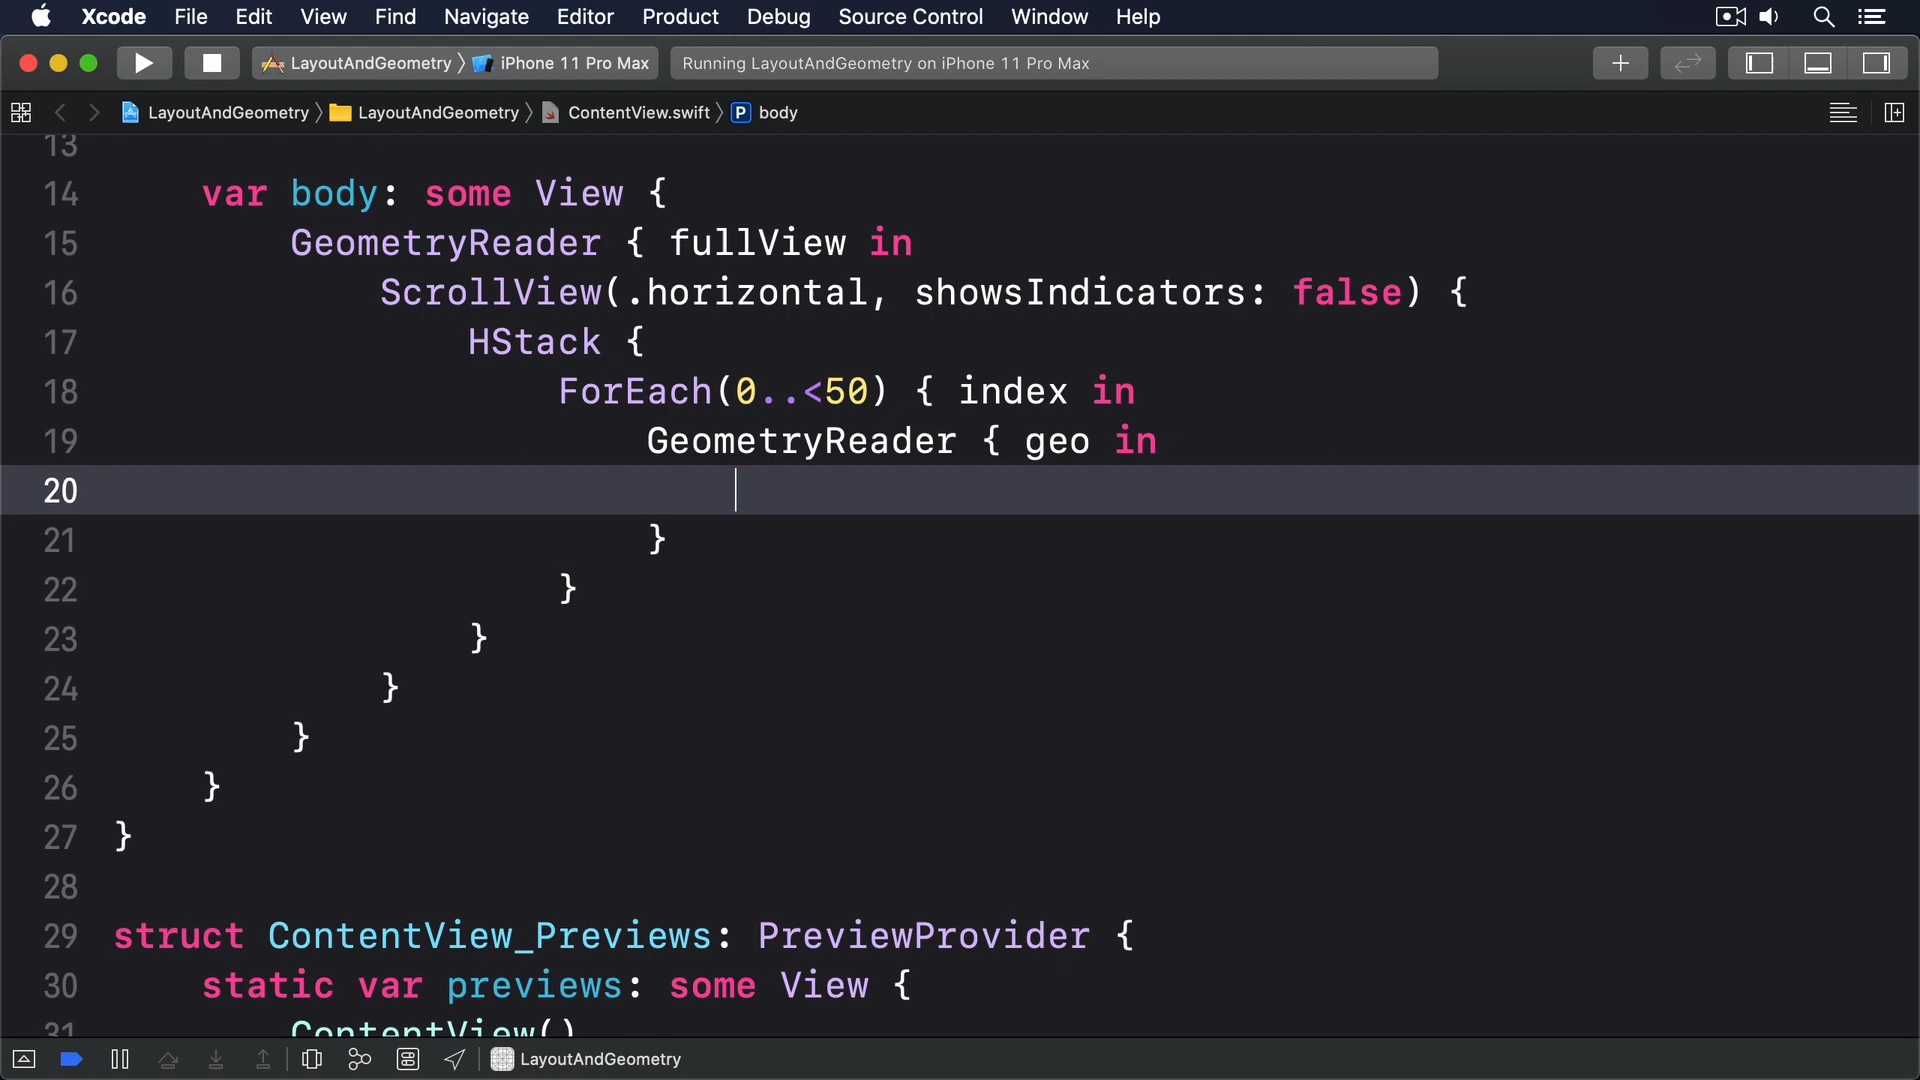 Xcode File Edit View Find Navigate Editor Product Debug Source Control Window Help
LayoutAndGeometry iPhone 11 Pro Max Running LayoutAndGeometry on iPhone 11 Pro Max
LayoutAndGeometry LayoutAndGeometry ContentView.swift P body
13
14 var body: some View {
15 GeometryReader { fullView in
16 ScrollView(.horizontal, showsIndicators: false) {
17 HStack {
18 ForEach(0..<50) { index in
19 GeometryReader { geo in
20
21 }
22 }
23 }
24 }
25 }
26 }
27 }
28
29 struct ContentView_Previews: PreviewProvider {
30 static var previews: some View {
31 ContentView()
LayoutAndGeometry